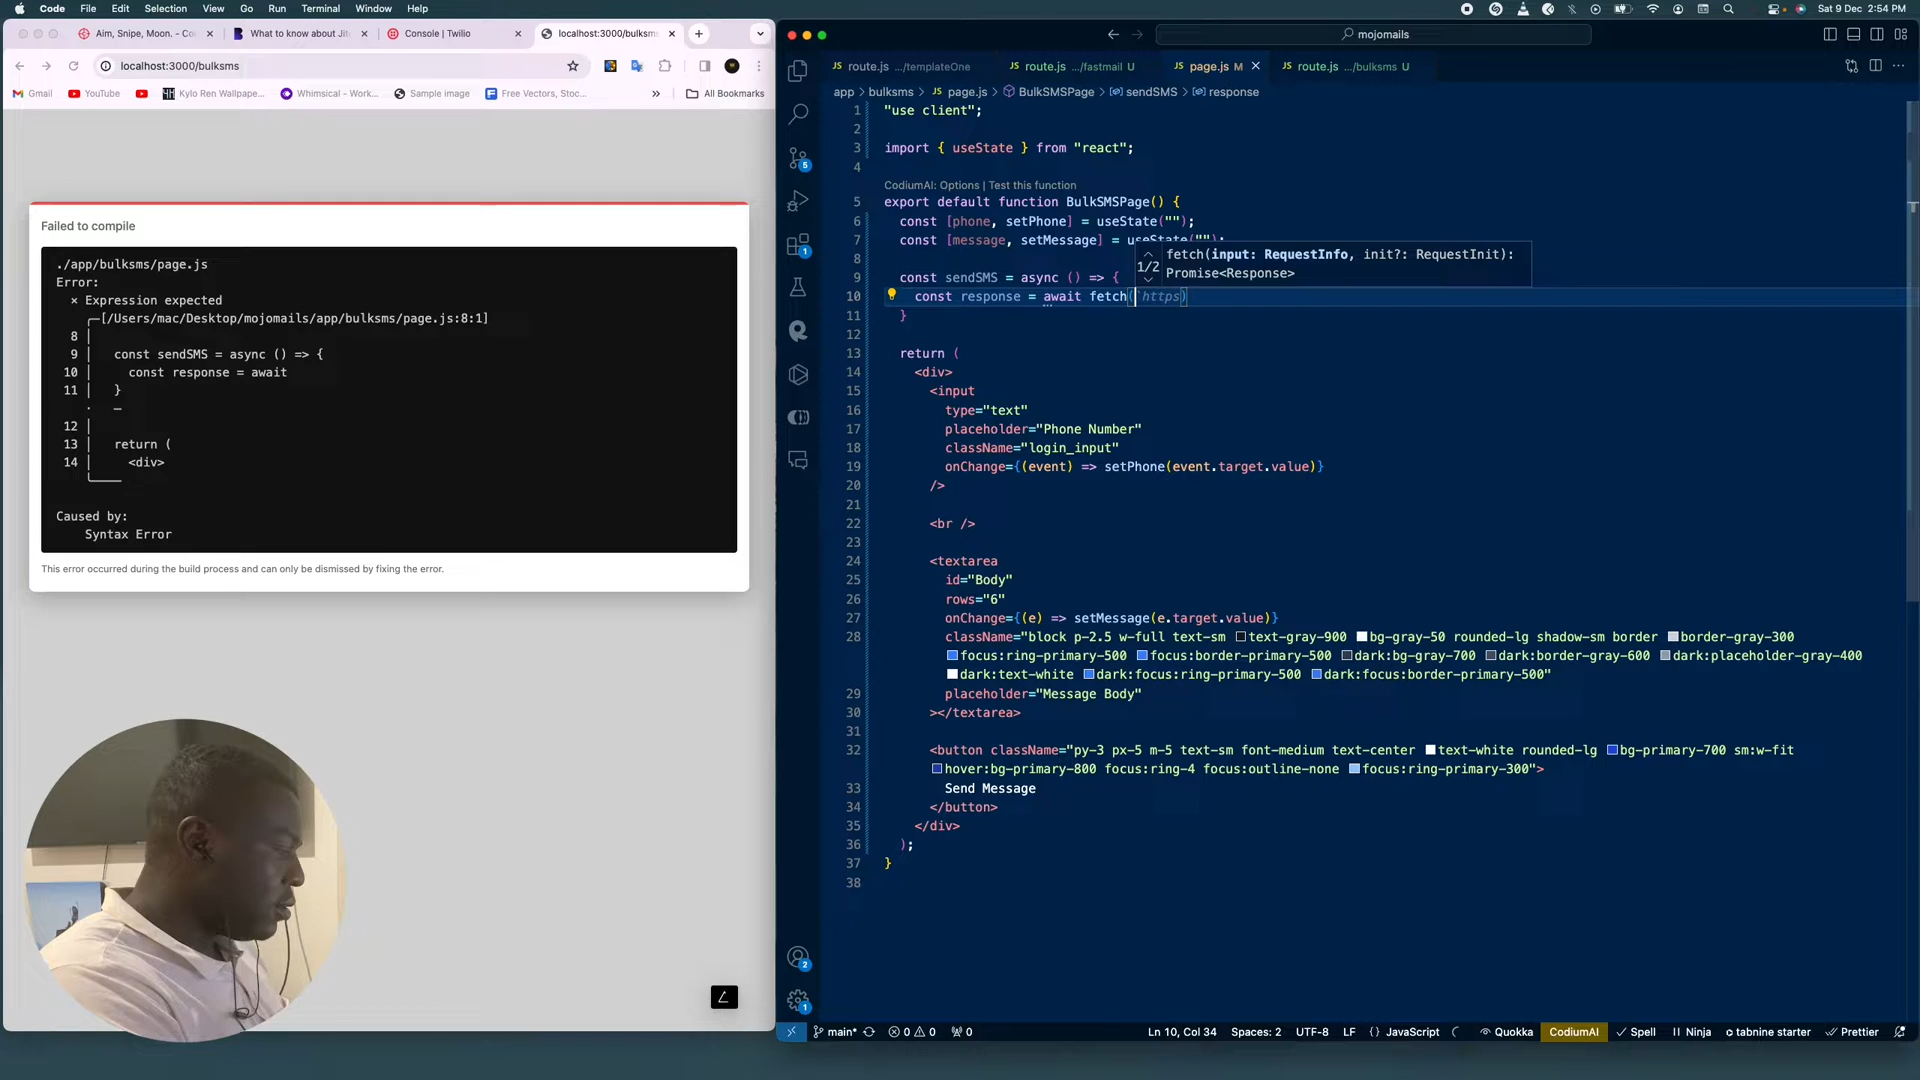 Code File Edit Selection View Go Run Terminal Window Help
Sat 9 Dec 2:54 PM
Aim, Snipe, Moon. - Co
What to know about Jit
Console | Twilio
localhost:3000/bulksms
localhost:3000/bulksms
Gmail
YouTube
Kylo Ren Wallpape...
Whimsical - Work...
Sample image
Free Vectors, Stoc...
All Bookmarks
Failed to compile
./app/bulksms/page.js
Error:
× Expression expected
[/Users/mac/Desktop/mojomails/app/bulksms/page.js:8:1]
8
9 const sendSMS = async () => {
10 const response = await
11 }
12
13 return (
14 <div>
Caused by:
Syntax Error
This error occurred during the build process and can only be dismissed by fixing the error.
mojomails
JS route.js .../templateOne
JS route.js .../fastmail U
JS page.js M
JS route.js .../bulksms U
app > bulksms > JS page.js > BulkSMSPage > sendSMS > response
1 "use client";
2
3 import { useState } from "react";
4
CodiumAI: Options | Test this function
5 export default function BulkSMSPage() {
6 const [phone, setPhone] = useState("");
7 const [message, setMessage] = useState("");
fetch(input: RequestInfo, init?: RequestInit):
1/2 Promise<Response>
8
9 const sendSMS = async () => {
10 const response = await fetch(`https)
11 }
12
13 return (
14 <div>
15 <input
16 type="text"
17 placeholder="Phone Number"
18 className="login_input"
19 onChange={(event) => setPhone(event.target.value)}
20 />
21
22 <br />
23
24 <textarea
25 id="Body"
26 rows="6"
27 onChange={(e) => setMessage(e.target.value)}
28 className="block p-2.5 w-full text-sm text-gray-900 bg-gray-50 rounded-lg shadow-sm border border-gray-300
focus:ring-primary-500 focus:border-primary-500 dark:bg-gray-700 dark:border-gray-600 dark:placeholder-gray-400
dark:text-white dark:focus:ring-primary-500 dark:focus:border-primary-500"
29 placeholder="Message Body"
30 ></textarea>
31
32 <button className="py-3 px-5 m-5 text-sm font-medium text-center text-white rounded-lg bg-primary-700 sm:w-fit
hover:bg-primary-800 focus:ring-4 focus:outline-none focus:ring-primary-300">
33 Send Message
34 </button>
35 </div>
36 );
37 }
38
5
1
2
1
main* 0 0 0 Ln 10, Col 34 Spaces: 2 UTF-8 LF {} JavaScript Quokka CodiumAI Spell Ninja tabnine starter Prettier